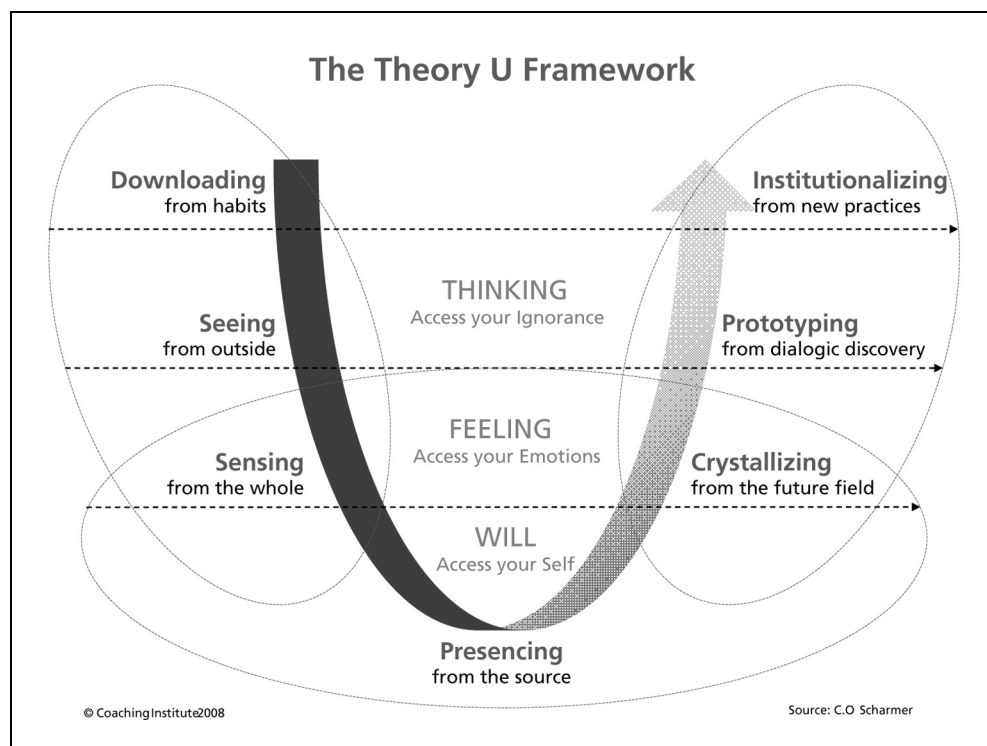 The Theory U Framework
Downloading
from habits
Institutionalizing
from new practices
THINKING
Access your Ignorance
Seeing
from outside
Prototyping
from dialogic discovery
FEELING
Access your Emotions
Sensing
from the whole
Crystallizing
from the future field
WILL
Access your Self
Presencing
from the source
© Coaching Institute2008
Source: C.O Scharmer